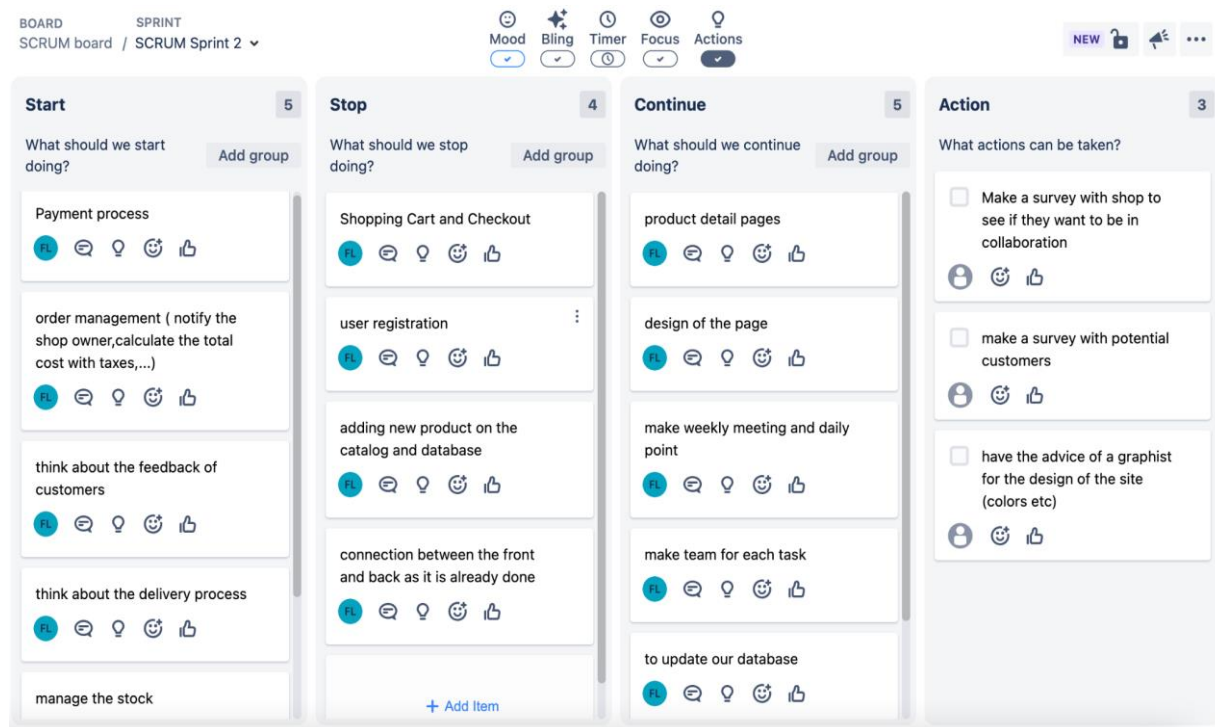 BOARD
SPRINT
SCRUM board / SCRUM Sprint 2
Mood
Bling
Timer
Focus
Actions
NEW
Start
5
What should we start
doing?
Add group
Payment process
FL
order management ( notify the
shop owner,calculate the total
cost with taxes,...)
FL
think about the feedback of
customers
FL
think about the delivery process
FL
manage the stock
Stop
4
What should we stop
doing?
Add group
Shopping Cart and Checkout
FL
user registration
FL
adding new product on the
catalog and database
FL
connection between the front
and back as it is already done
FL
+ Add Item
Continue
5
What should we continue
doing?
Add group
product detail pages
FL
design of the page
FL
make weekly meeting and daily
point
FL
make team for each task
FL
to update our database
FL
Action
3
What actions can be taken?
Make a survey with shop to
see if they want to be in
collaboration
make a survey with potential
customers
have the advice of a graphist
for the design of the site
(colors etc)